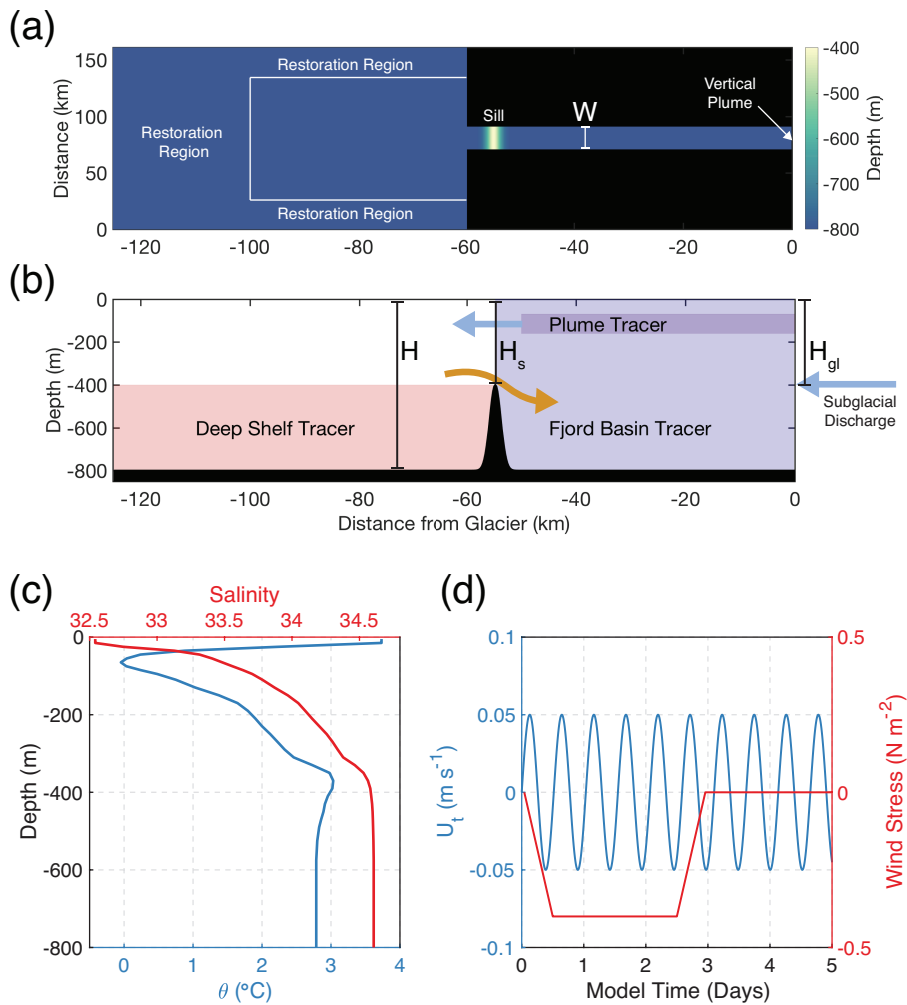 (a)
150
100
50
0
Distance (km)
Restoration Region
Restoration
Region
Restoration Region
Sill
W
Vertical
Plume
-400
-500
-600
-700
-800
Depth (m)
-120
-100
-80
-60
-40
-20
0
(b)
0
-200
-400
-600
-800
Depth (m)
H
H_s
H_gl
Plume Tracer
Subglacial
Discharge
Deep Shelf Tracer
Fjord Basin Tracer
-120
-100
-80
-60
-40
-20
0
Distance from Glacier (km)
(c)
Salinity
32.5
33
33.5
34
34.5
0
-200
-400
-600
-800
Depth (m)
0
1
2
3
4
θ (°C)
(d)
0.1
0.05
0
-0.05
-0.1
U_t (m s⁻¹)
0.5
0
-0.5
Wind Stress (N m⁻²)
0
1
2
3
4
5
Model Time (Days)